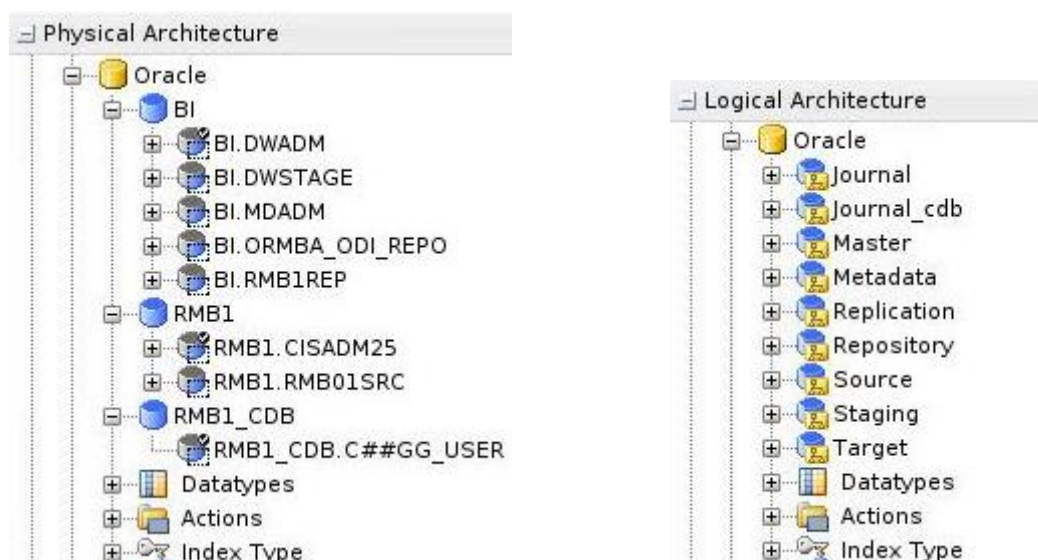 Physical Architecture
Oracle
BI
BI.DWADM
BI.DWSTAGE
BI.MDADM
BI.ORMBA_ODI_REPO
BI.RMB1REP
RMB1
RMB1.CISADM25
RMB1.RMB01SRC
RMB1_CDB
RMB1_CDB.C##GG_USER
Datatypes
Actions
Index Type
Logical Architecture
Oracle
Journal
Journal_cdb
Master
Metadata
Replication
Repository
Source
Staging
Target
Datatypes
Actions
Index Type